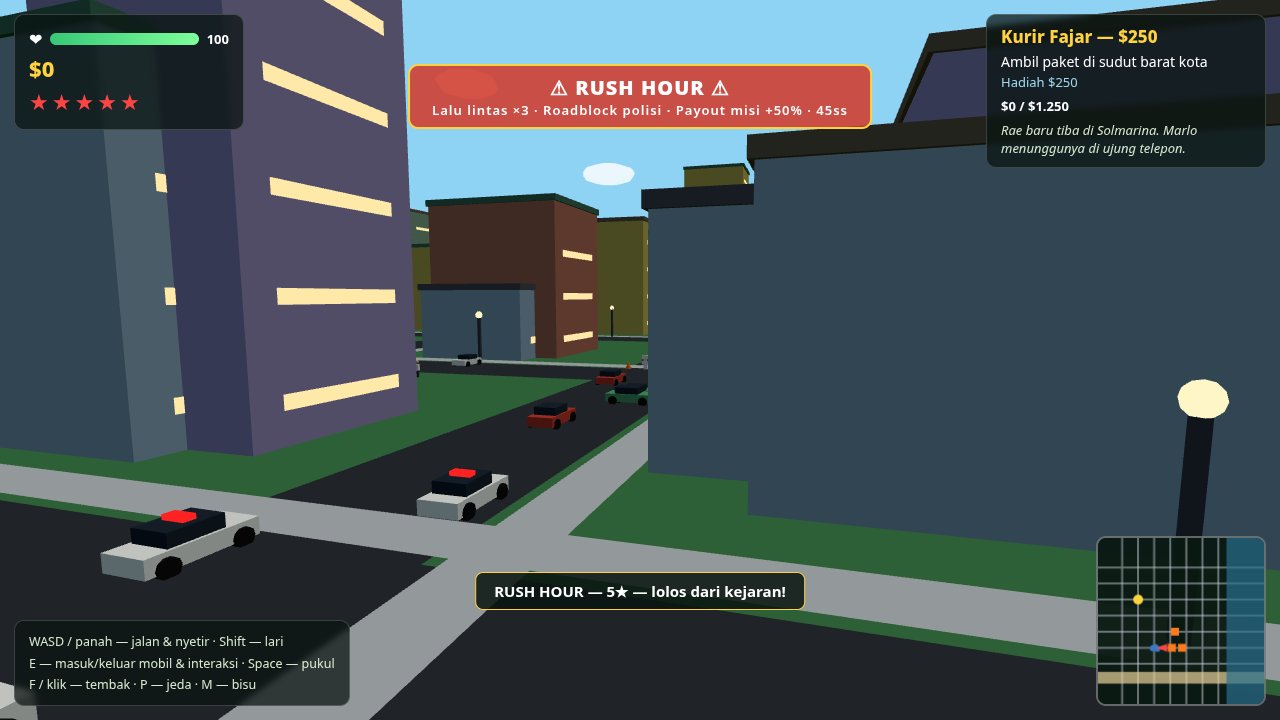 ❤ 100
$0
★★★★★
⚠ RUSH HOUR ⚠
Lalu lintas ×3 · Roadblock polisi · Payout misi +50% · 45ss
Kurir Fajar — $250
Ambil paket di sudut barat kota
Hadiah $250
$0 / $1.250
Rae baru tiba di Solmarina. Marlo
menunggunya di ujung telepon.
RUSH HOUR — 5★ — lolos dari kejaran!
WASD / panah — jalan & nyetir · Shift — lari
E — masuk/keluar mobil & interaksi · Space — pukul
F / klik — tembak · P — jeda · M — bisu